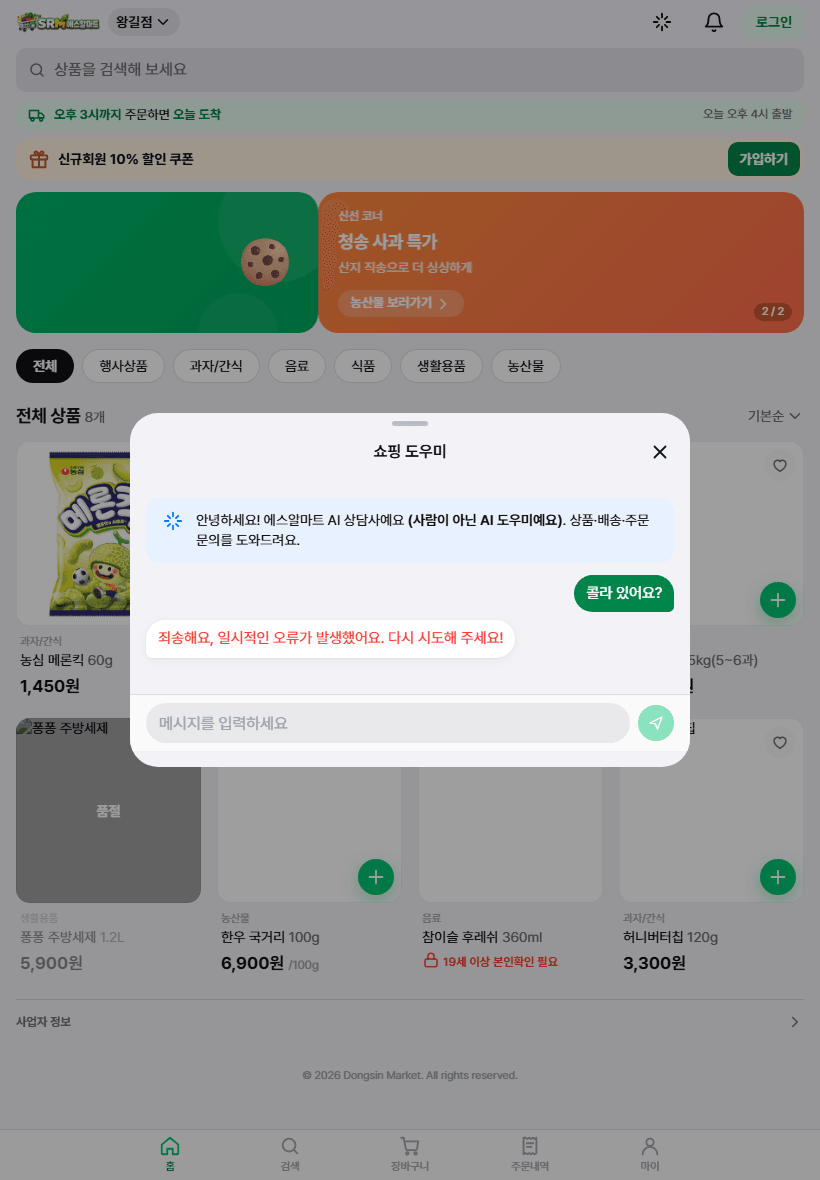 SRM에스알마트
왕길점
로그인
상품을 검색해 보세요
오후 3시까지 주문하면 오늘 도착
오늘 오후 4시 출발
신규회원 10% 할인 쿠폰
가입하기
신선 코너
청송 사과 특가
산지 직송으로 더 싱싱하게
농산물 보러가기
2 / 2
전체
행사상품
과자/간식
음료
식품
생활용품
농산물
전체 상품 8개
기본순
쇼핑 도우미
안녕하세요! 에스알마트 AI 상담사예요 (사람이 아닌 AI 도우미예요). 상품·배송·주문
문의를 도와드려요.
콜라 있어요?
죄송해요, 일시적인 오류가 발생했어요. 다시 시도해 주세요!
메시지를 입력하세요
농심
메론
과자/간식
농심 메론킥 60g
1,450원
5kg(5~6과)
퐁퐁 주방세제
품절
생활용품
퐁퐁 주방세제 1.2L
5,900원
농산물
한우 국거리 100g
6,900원 /100g
음료
참이슬 후레쉬 360ml
19세 이상 본인확인 필요
과자/간식
허니버터칩 120g
3,300원
사업자 정보
© 2026 Dongsin Market. All rights reserved.
홈
검색
장바구니
주문내역
마이